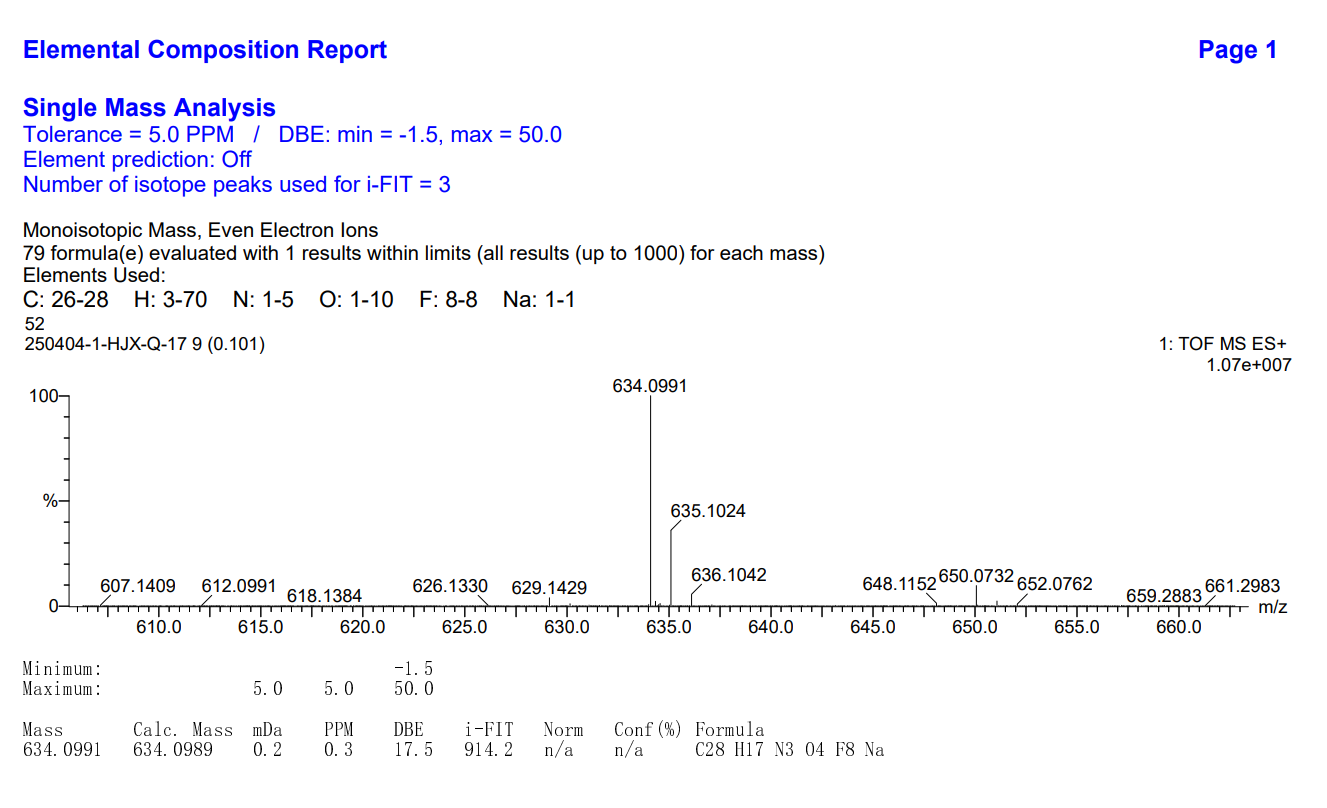 Elemental Composition Report Page 1
Single Mass Analysis
Tolerance = 5.0 PPM / DBE: min = -1.5, max = 50.0
Element prediction: Off
Number of isotope peaks used for i-FIT = 3
Monoisotopic Mass, Even Electron Ions
79 formula(e) evaluated with 1 results within limits (all results (up to 1000) for each mass)
Elements Used:
C: 26-28 H: 3-70 N: 1-5 O: 1-10 F: 8-8 Na: 1-1
52
250404-1-HJX-Q-17 9 (0.101) 1: TOF MS ES+
1.07e+007
634.0991
100
%
635.1024
636.1042
607.1409 612.0991 618.1384 626.1330 629.1429 648.1152 650.0732 652.0762 659.2883 661.2983
0 m/z
610.0 615.0 620.0 625.0 630.0 635.0 640.0 645.0 650.0 655.0 660.0
Minimum: -1.5
Maximum: 5.0 5.0 50.0
Mass Calc. Mass mDa PPM DBE i-FIT Norm Conf(%) Formula
634.0991 634.0989 0.2 0.3 17.5 914.2 n/a n/a C28 H17 N3 O4 F8 Na